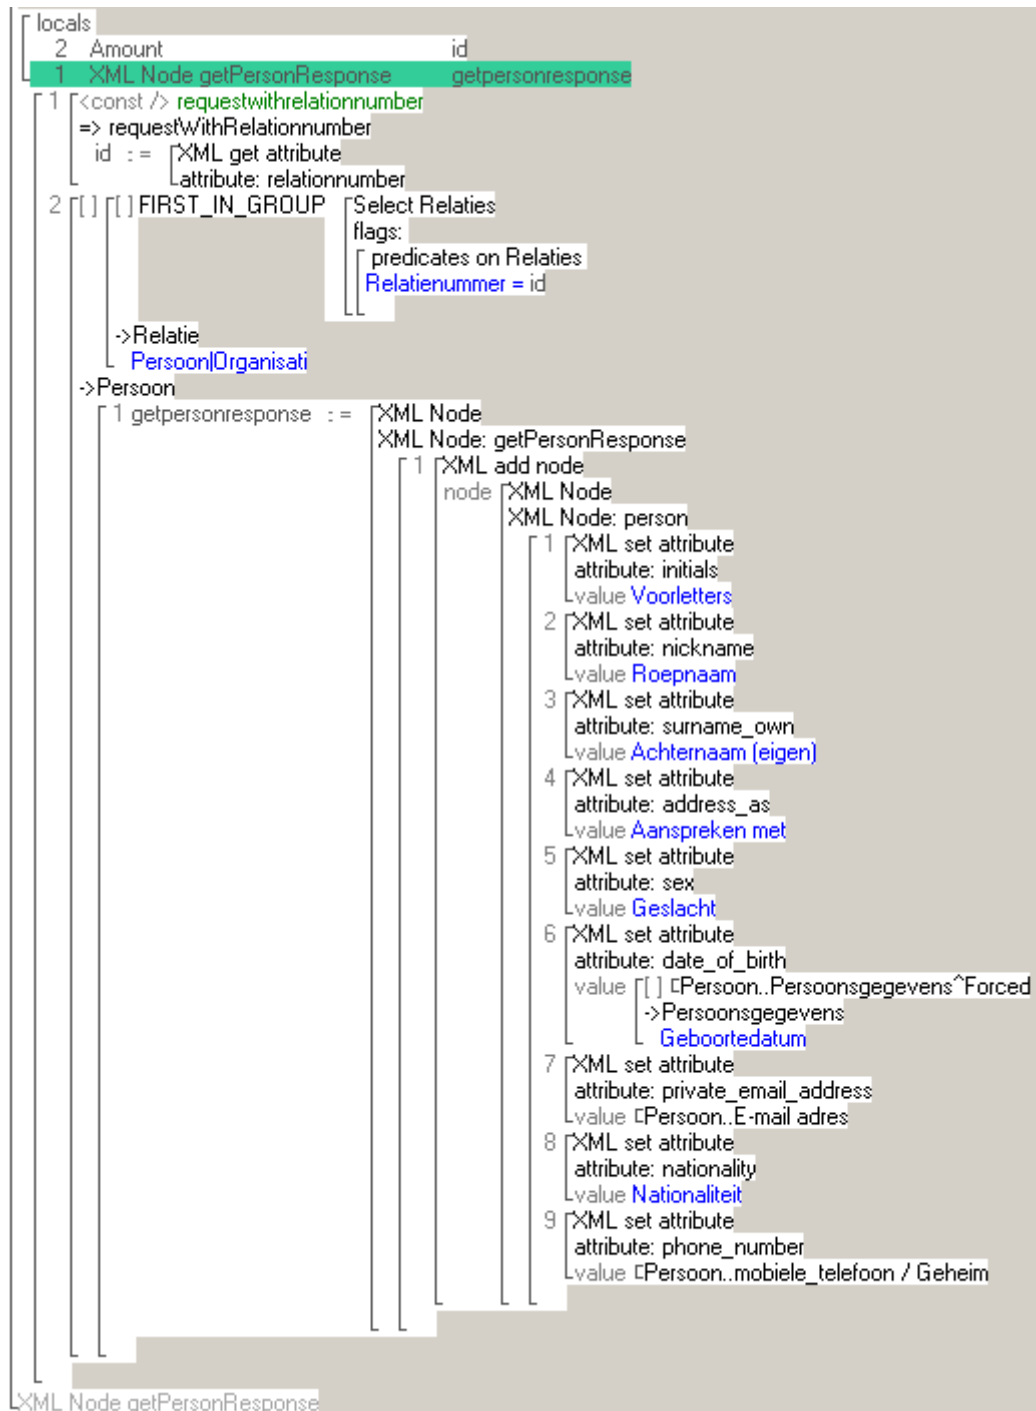 locals
2 Amount id
1 XML Node getPersonResponse getpersonresponse
1 <const /> requestwithrelationnumber
=> requestWithRelationnumber
id := XML get attribute
attribute: relationnumber
2 [] [] FIRST_IN_GROUP Select Relaties
flags:
predicates on Relaties
Relatienummer = id
->Relatie
Persoon|Organisati
->Persoon
1 getpersonresponse := XML Node
XML Node: getPersonResponse
1 XML add node
node XML Node
XML Node: person
1 XML set attribute
attribute: initials
value Voorletters
2 XML set attribute
attribute: nickname
value Roepnaam
3 XML set attribute
attribute: surname_own
value Achternaam (eigen)
4 XML set attribute
attribute: address_as
value Aanspreken met
5 XML set attribute
attribute: sex
value Geslacht
6 XML set attribute
attribute: date_of_birth
value [] Persoon..Persoonsgegevens^Forced
->Persoonsgegevens
Geboortedatum
7 XML set attribute
attribute: private_email_address
value Persoon..E-mail adres
8 XML set attribute
attribute: nationality
value Nationaliteit
9 XML set attribute
attribute: phone_number
value Persoon..mobiele_telefoon / Geheim
XML Node getPersonResponse